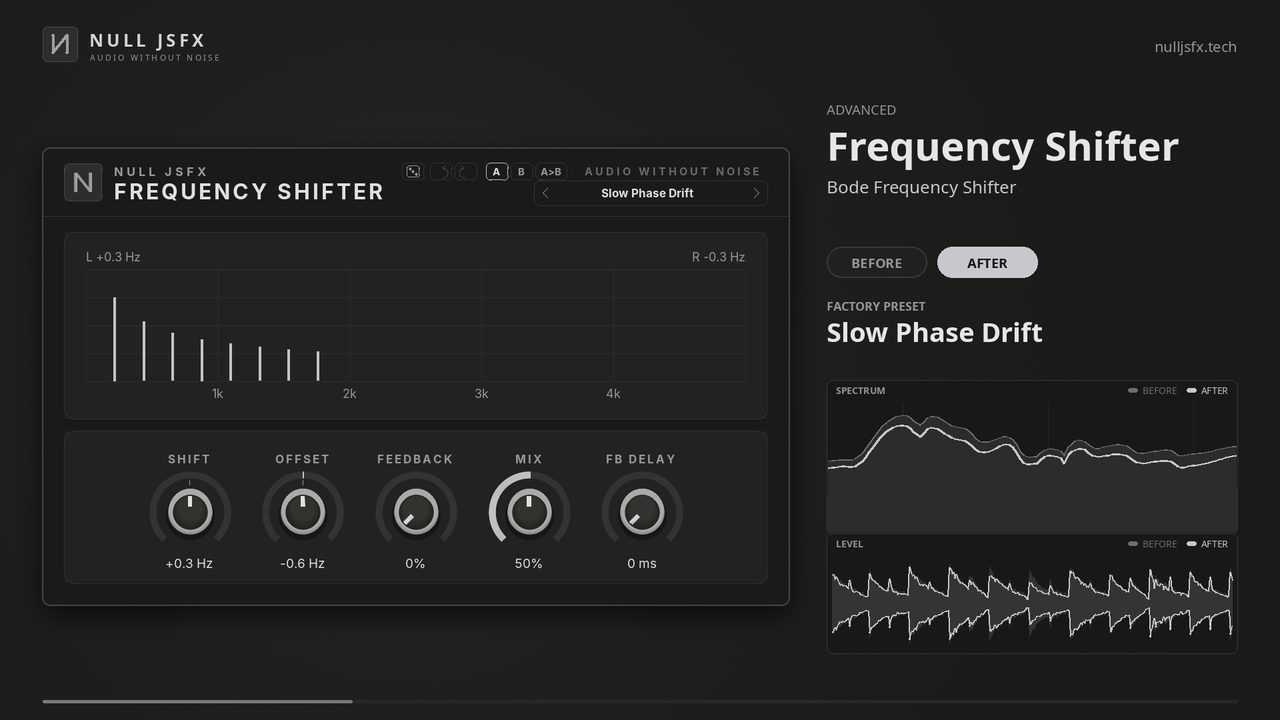 NULL JSFX
AUDIO WITHOUT NOISE
nulljsfx.tech
N
NULL JSFX
FREQUENCY SHIFTER
A B A>B
AUDIO WITHOUT NOISE
Slow Phase Drift
L +0.3 Hz
R -0.3 Hz
1k 2k 3k 4k
SHIFT OFFSET FEEDBACK MIX FB DELAY
+0.3 Hz -0.6 Hz 0% 50% 0 ms
ADVANCED
Frequency Shifter
Bode Frequency Shifter
BEFORE AFTER
FACTORY PRESET
Slow Phase Drift
SPECTRUM BEFORE AFTER
LEVEL BEFORE AFTER